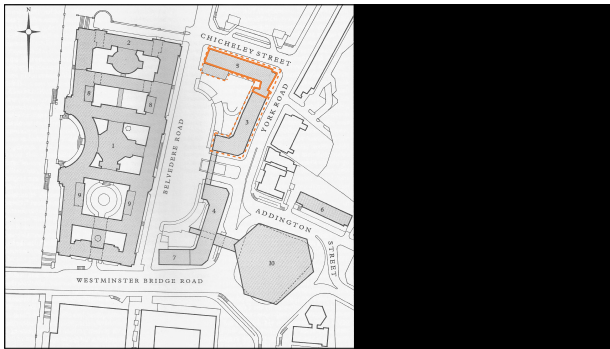 N
CHICHELEY STREET
2
5
8
8
3
YORK ROAD
1
BELVEDERE ROAD
9
9
4
6
ADDINGTON
STREET
7
10
WESTMINSTER BRIDGE ROAD